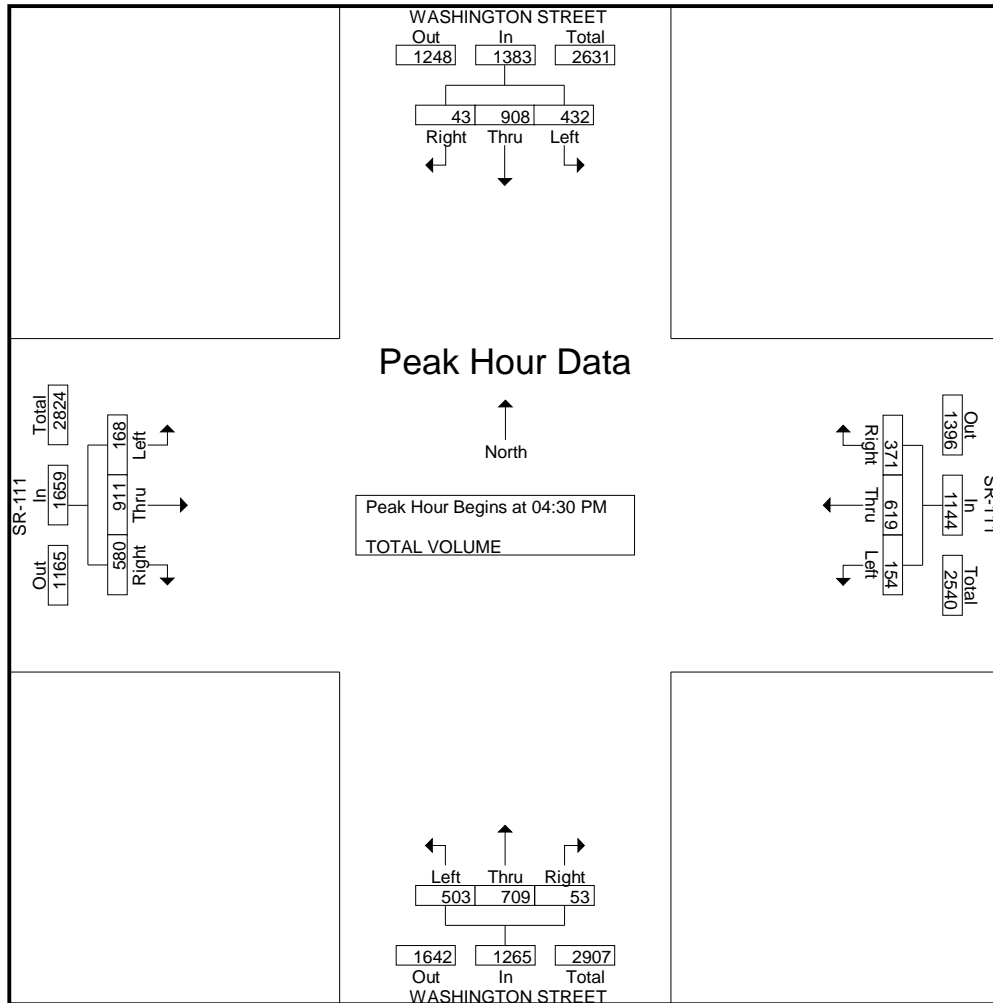 WASHINGTON STREET
Out In Total
1248 1383 2631
43 908 432
Right Thru Left
Peak Hour Data
North
Peak Hour Begins at 04:30 PM
TOTAL VOLUME
SR-111
Out In Total
1165 1659 2824
Left Thru Right
168 911 580
SR-111
Out In Total
1396 1144 2540
Right Thru Left
371 619 154
Left Thru Right
503 709 53
1642 1265 2907
Out In Total
WASHINGTON STREET